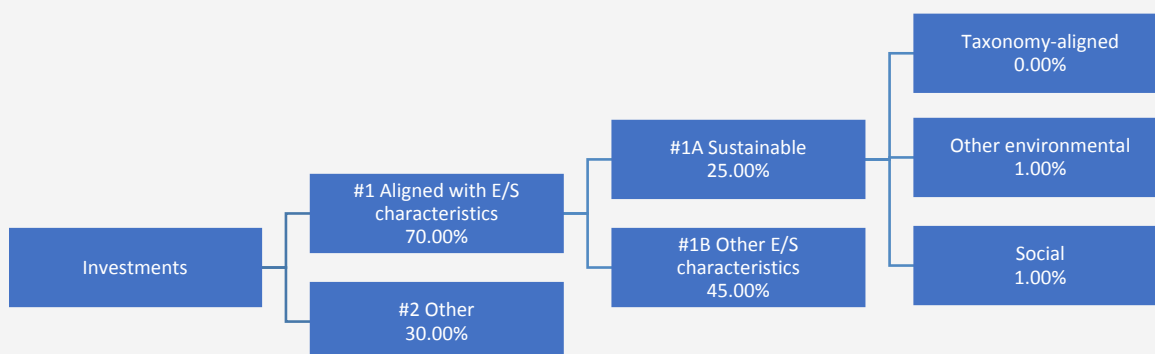 Investments
#1 Aligned with E/S
characteristics
70.00%
#2 Other
30.00%
#1A Sustainable
25.00%
#1B Other E/S
characteristics
45.00%
Taxonomy-aligned
0.00%
Other environmental
1.00%
Social
1.00%